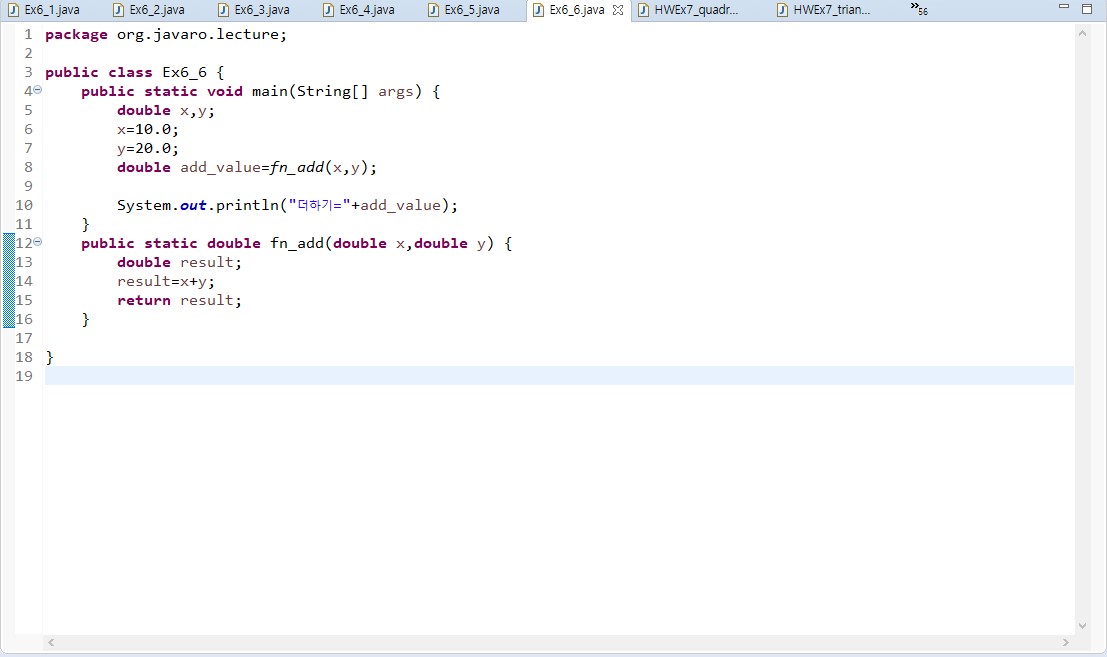 Ex6_1.java Ex6_2.java Ex6_3.java Ex6_4.java Ex6_5.java Ex6_6.java HWEx7_quadr... HWEx7_trian... »56
1 package org.javaro.lecture;
2
3 public class Ex6_6 {
4     public static void main(String[] args) {
5         double x,y;
6         x=10.0;
7         y=20.0;
8         double add_value=fn_add(x,y);
9
10         System.out.println("더하기="+add_value);
11     }
12     public static double fn_add(double x,double y) {
13         double result;
14         result=x+y;
15         return result;
16     }
17
18 }
19